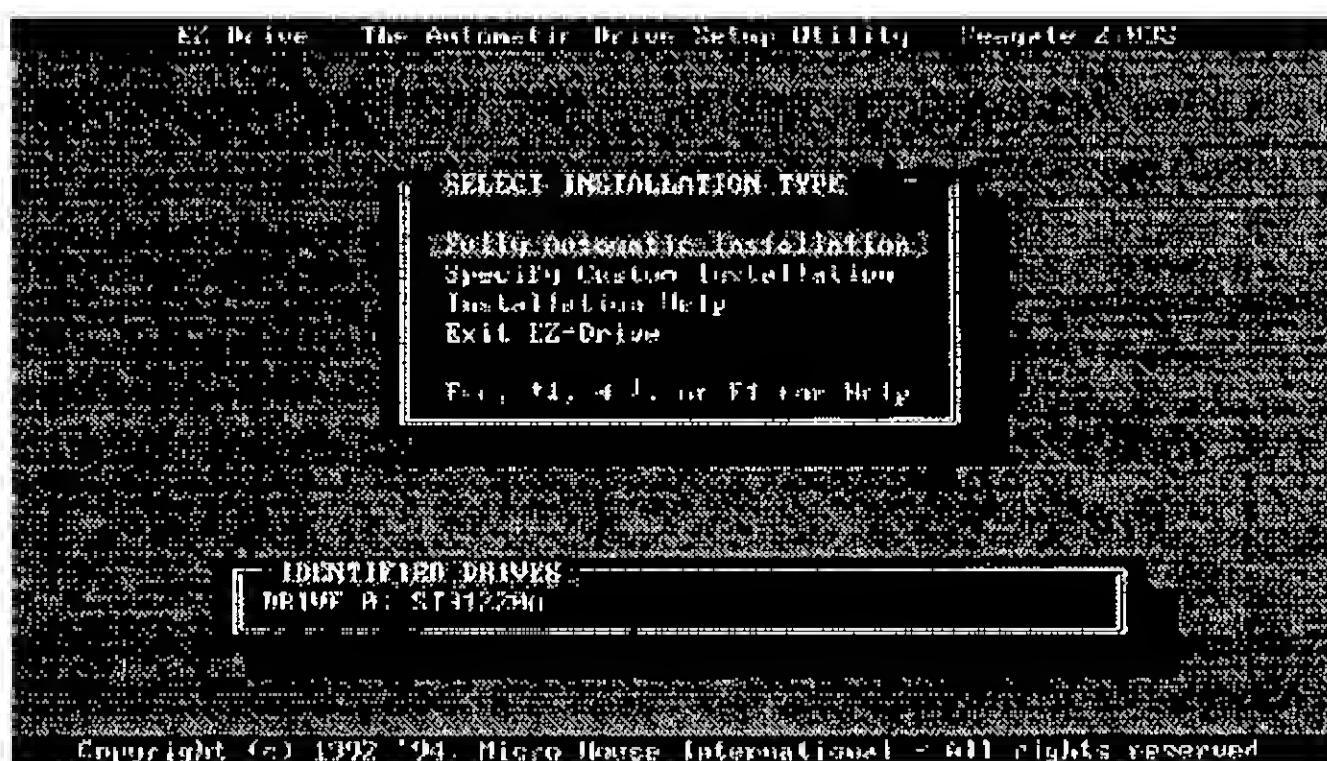 EZ Drive The Automatic Drive Setup Utility Seagate
SELECT INSTALLATION TYPE
Fully Automatic Installation
Specify Custom Installation
Installation Help
Exit EZ-Drive
or F1 for Help
IDENTIFIED DRIVES
DRIVE 0:
Copyright (c) 1992-'94, Micro House International - All rights reserved